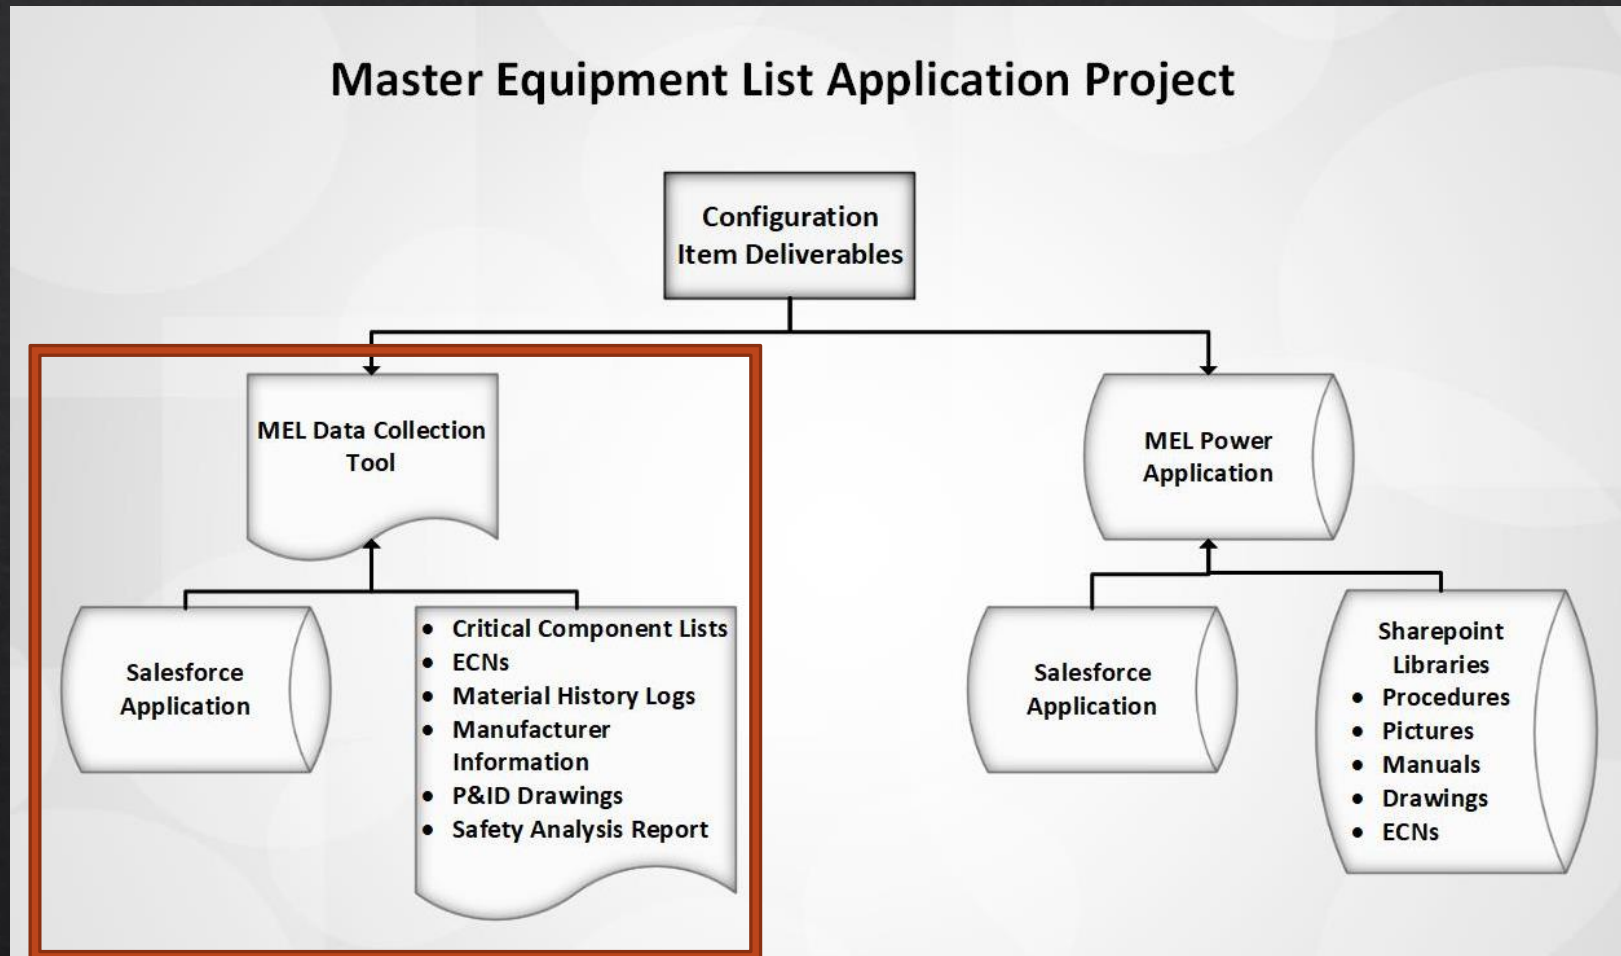 Master Equipment List Application Project
Configuration
Item Deliverables
MEL Data Collection
Tool
MEL Power
Application
Salesforce
Application
• Critical Component Lists
• ECNs
• Material History Logs
• Manufacturer
Information
• P&ID Drawings
• Safety Analysis Report
Salesforce
Application
Sharepoint
Libraries
• Procedures
• Pictures
• Manuals
• Drawings
• ECNs